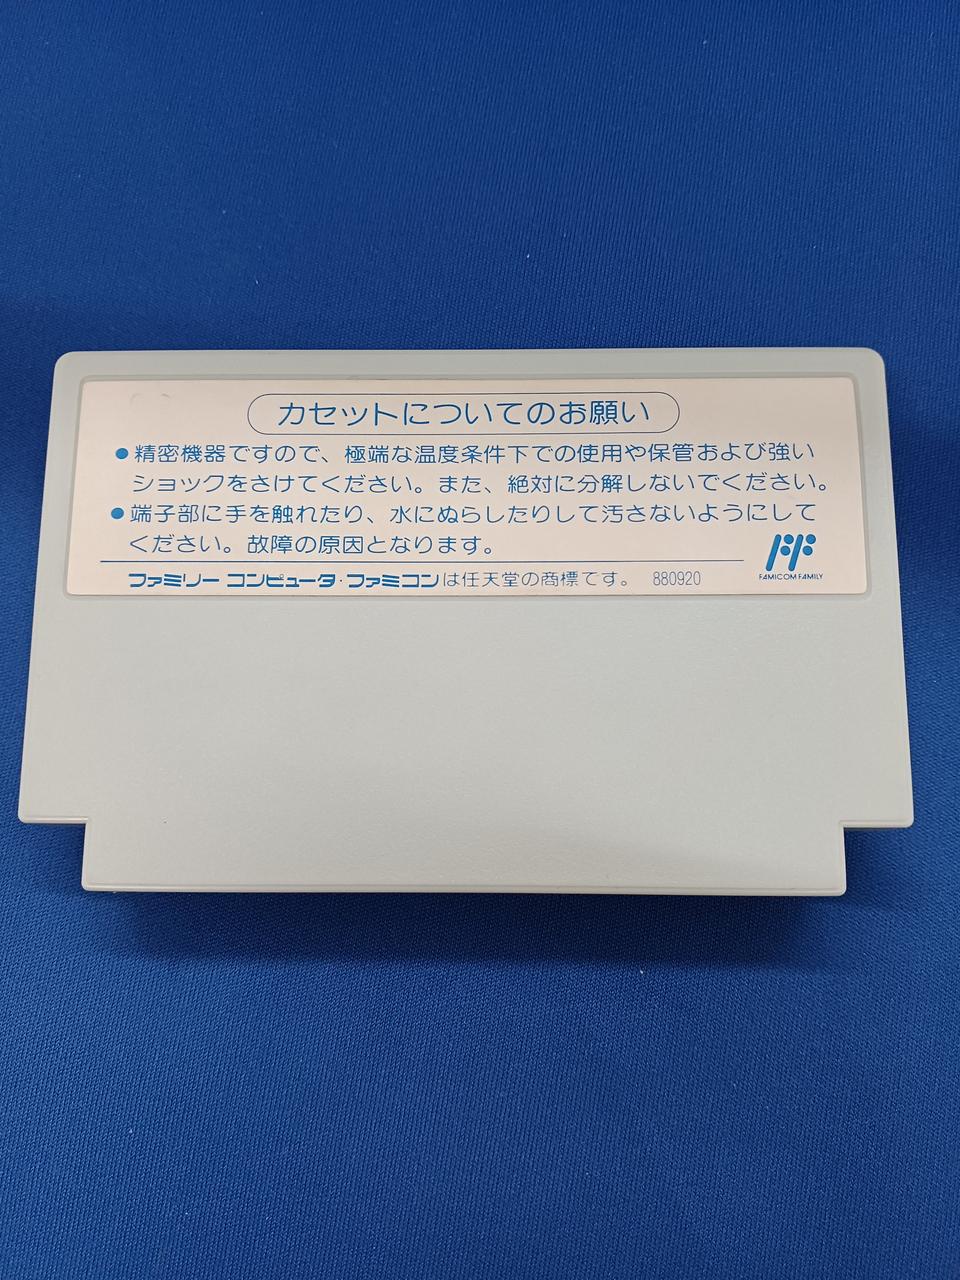 カセットについてのお願い
●精密機器ですので、極端な温度条件下での使用や保管および強い
ショックをさけてください。また、絶対に分解しないでください。
●端子部に手を触れたり、水にぬらしたりして汚さないようにして
ください。故障の原因となります。
FAMICOM FAMILY
ファミリー コンピュータ・ファミコンは任天堂の商標です。 880920